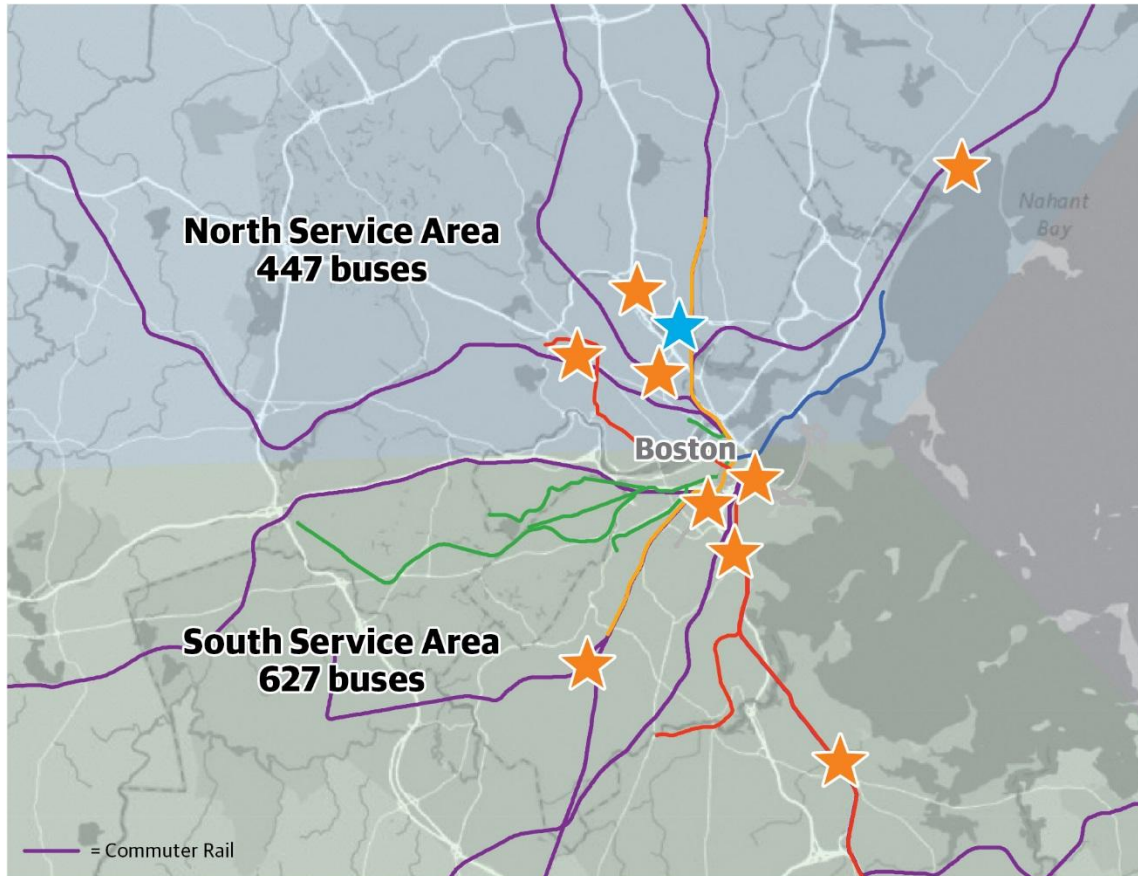 North Service Area
447 buses
Nahant
Bay
Boston
South Service Area
627 buses
= Commuter Rail